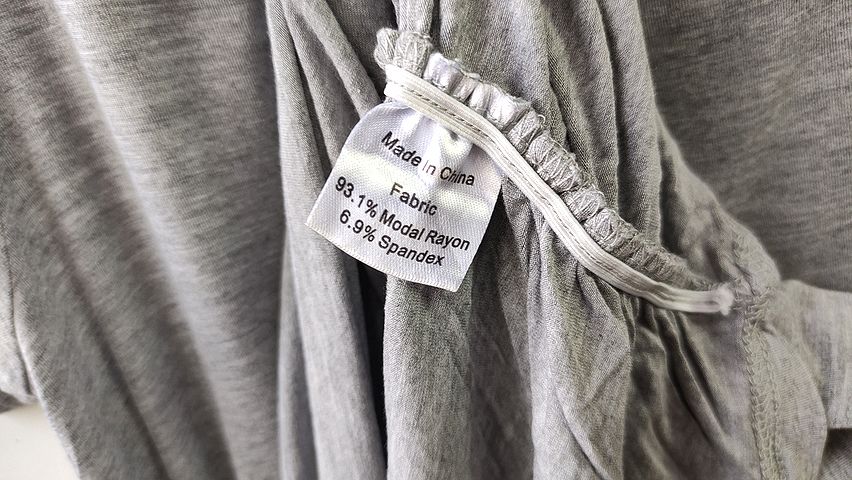 Made In China
Fabric
93.1% Modal Rayon
6.9% Spandex